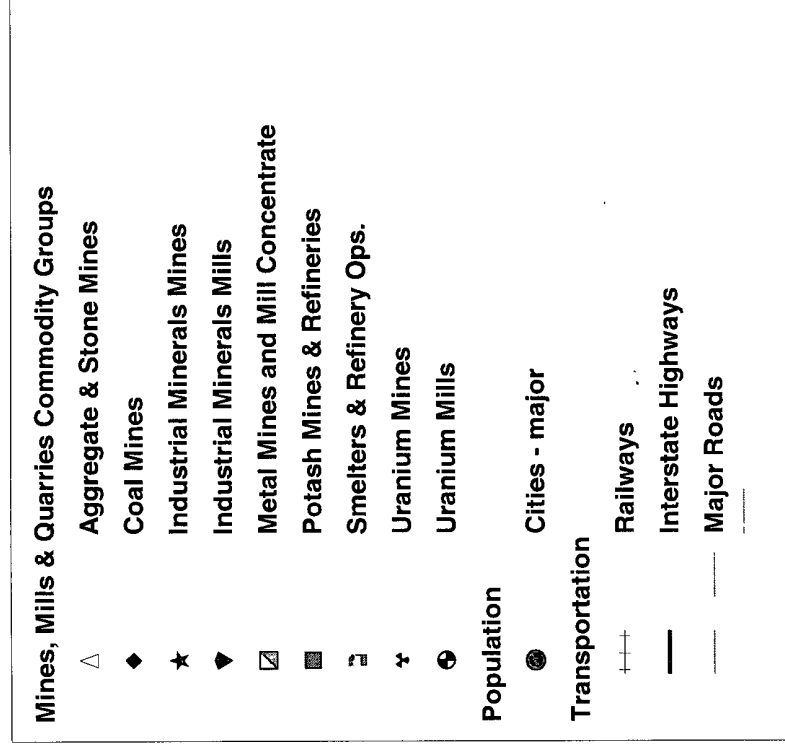 Mines, Mills & Quarries Commodity Groups
Aggregate & Stone Mines
Coal Mines
Industrial Minerals Mines
Industrial Minerals Mills
Metal Mines and Mill Concentrate
Potash Mines & Refineries
Smelters & Refinery Ops.
Uranium Mines
Uranium Mills
Population
Cities - major
Transportation
Railways
Interstate Highways
Major Roads